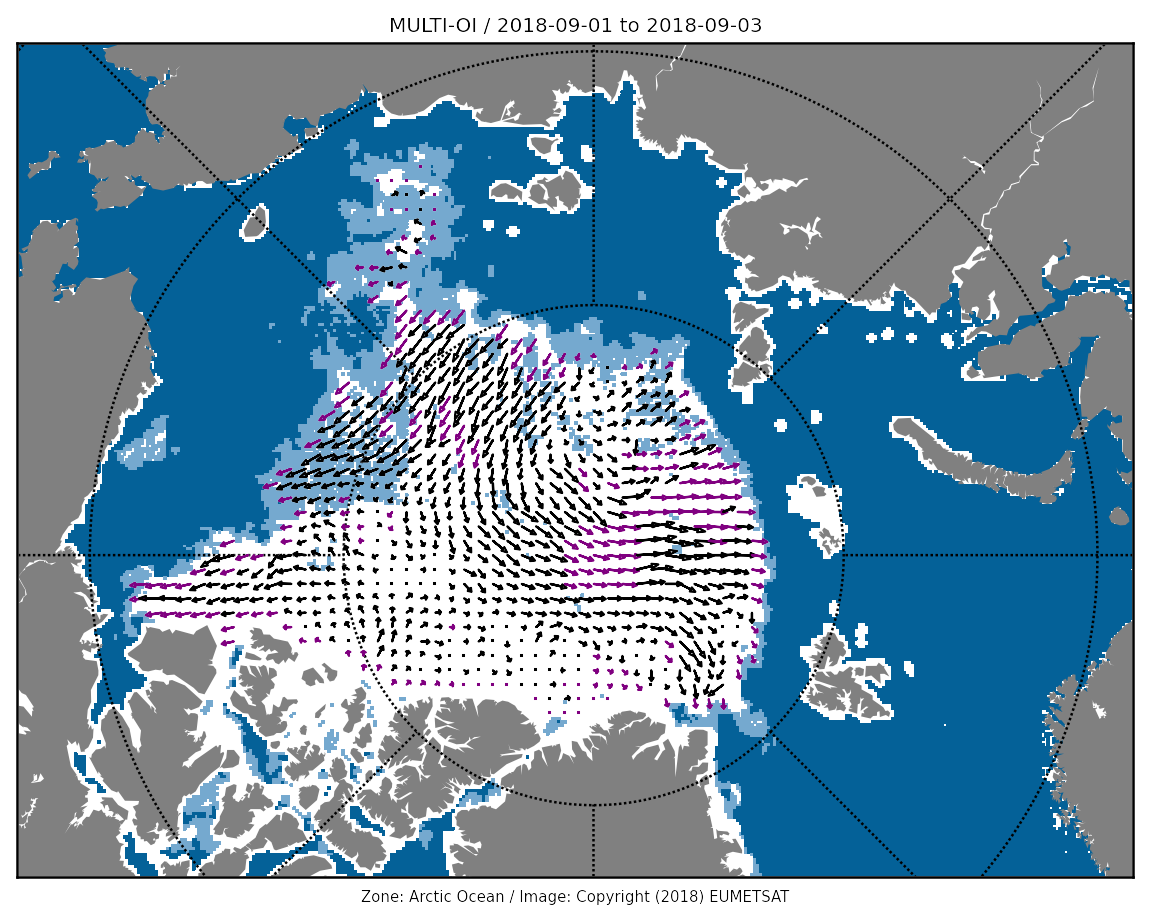 MULTI-OI / 2018-09-01 to 2018-09-03
Zone: Arctic Ocean / Image: Copyright (2018) EUMETSAT